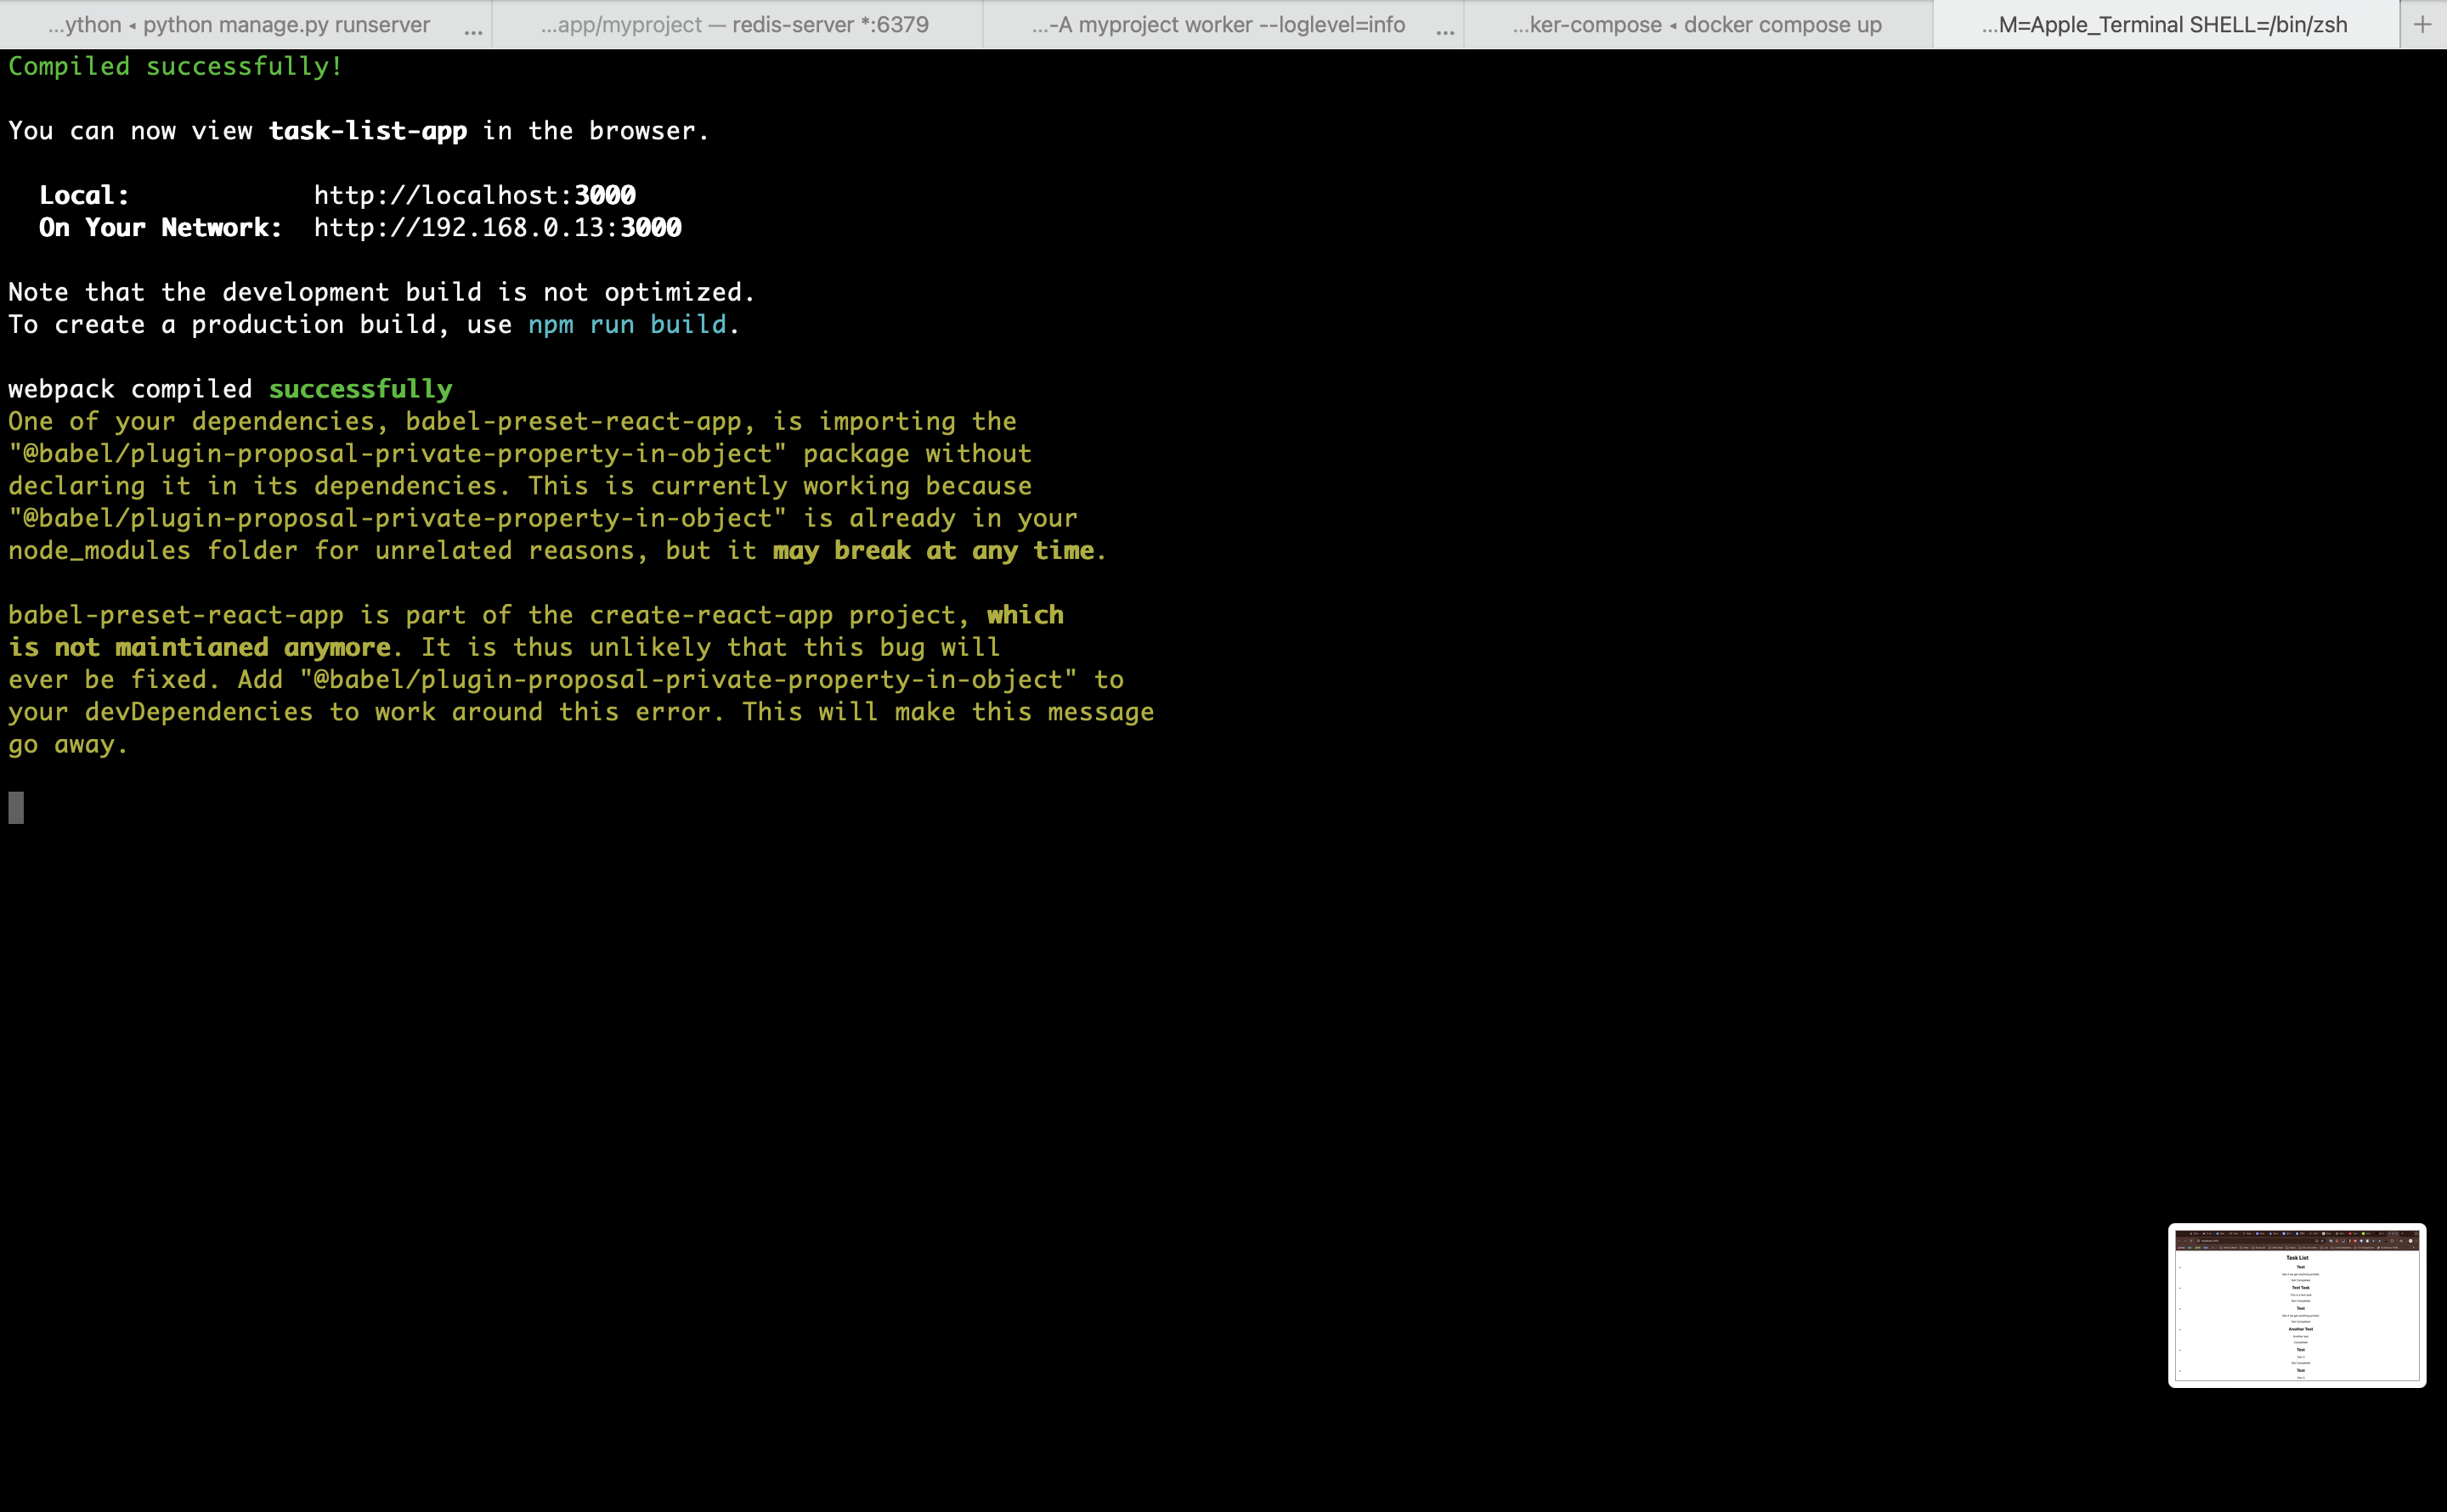 ...ython ◂ python manage.py runserver ...
...app/myproject — redis-server *:6379
...-A myproject worker --loglevel=info ...
...ker-compose ◂ docker compose up
...M=Apple_Terminal SHELL=/bin/zsh
+
Compiled successfully!
You can now view task-list-app in the browser.
Local: http://localhost:3000
On Your Network: http://192.168.0.13:3000
Note that the development build is not optimized.
To create a production build, use npm run build.
webpack compiled successfully
One of your dependencies, babel-preset-react-app, is importing the
"@babel/plugin-proposal-private-property-in-object" package without
declaring it in its dependencies. This is currently working because
"@babel/plugin-proposal-private-property-in-object" is already in your
node_modules folder for unrelated reasons, but it may break at any time.
babel-preset-react-app is part of the create-react-app project, which
is not maintianed anymore. It is thus unlikely that this bug will
ever be fixed. Add "@babel/plugin-proposal-private-property-in-object" to
your devDependencies to work around this error. This will make this message
go away.
Task List
Test
Test Task
Test
Another Test
Test
Test